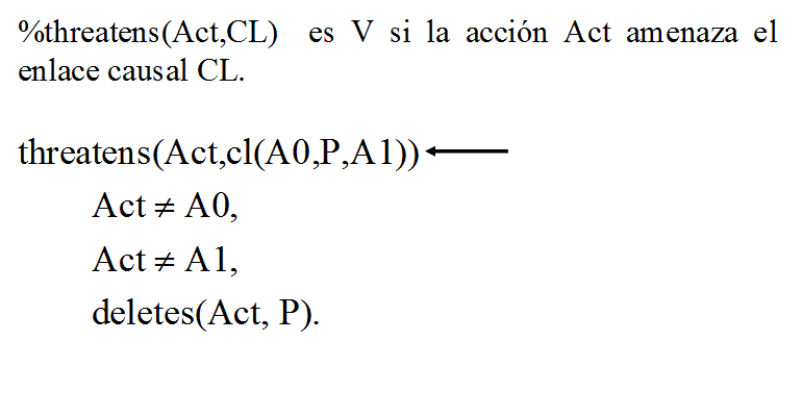 %threatens(Act,CL) es V si la acción Act amenaza el
enlace causal CL.
threatens(Act,cl(A0,P,A1)) ←
Act ≠ A0,
Act ≠ A1,
deletes(Act, P).